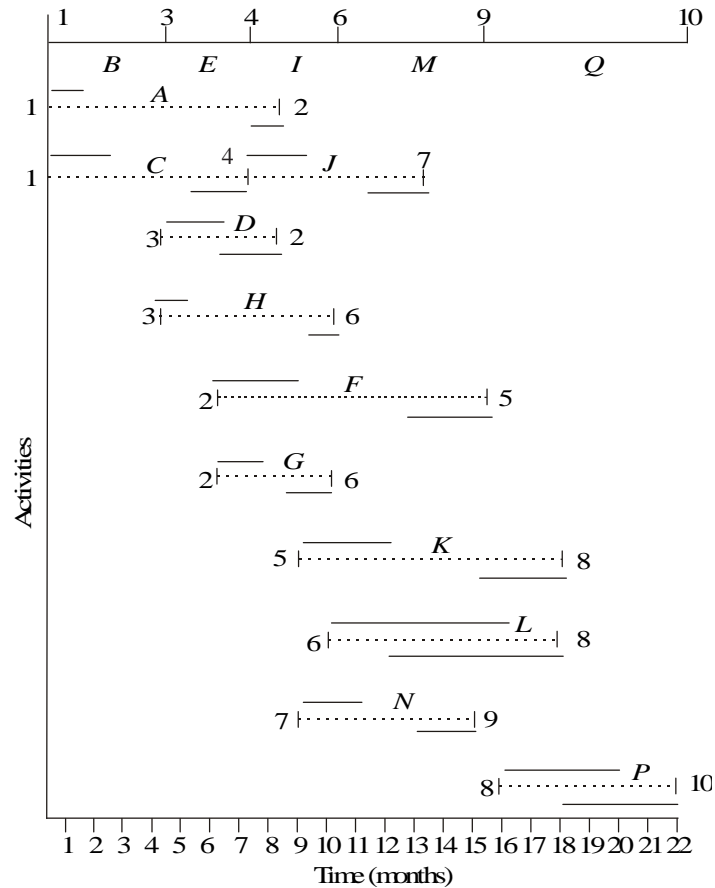 1 3 4 6 9 10
B E I M Q
1 A 2
1 C 4 J 7
3 D 2
3 H 6
2 F 5
2 G 6
5 K 8
6 L 8
7 N 9
8 P 10
Activities
1 2 3 4 5 6 7 8 9 10 11 12 13 14 15 16 17 18 19 20 21 22
Time (months)